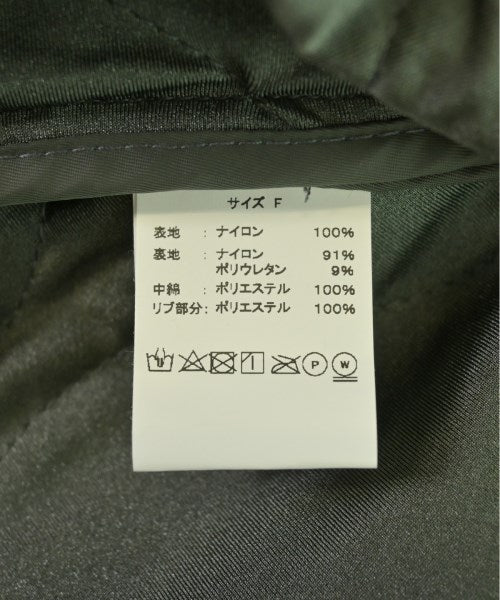 サイズ F
表地 : ナイロン 100%
裏地 : ナイロン 91%
ポリウレタン 9%
中綿 : ポリエステル 100%
リブ部分: ポリエステル 100%
P W